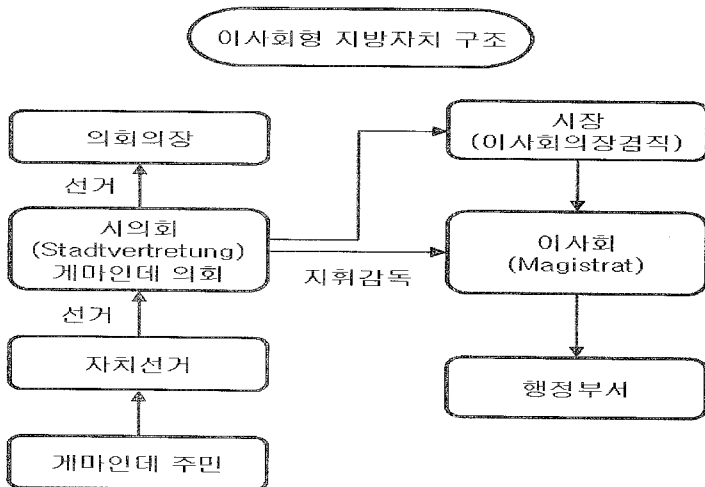 이사회형 지방자치 구조
의회의장
시장
(이사회의장겸직)
선거
시의회
(Stadtvertretung)
게마인데 의회
이사회
(Magistrat)
지휘감독
선거
자치선거
행정부서
게마인데 주민